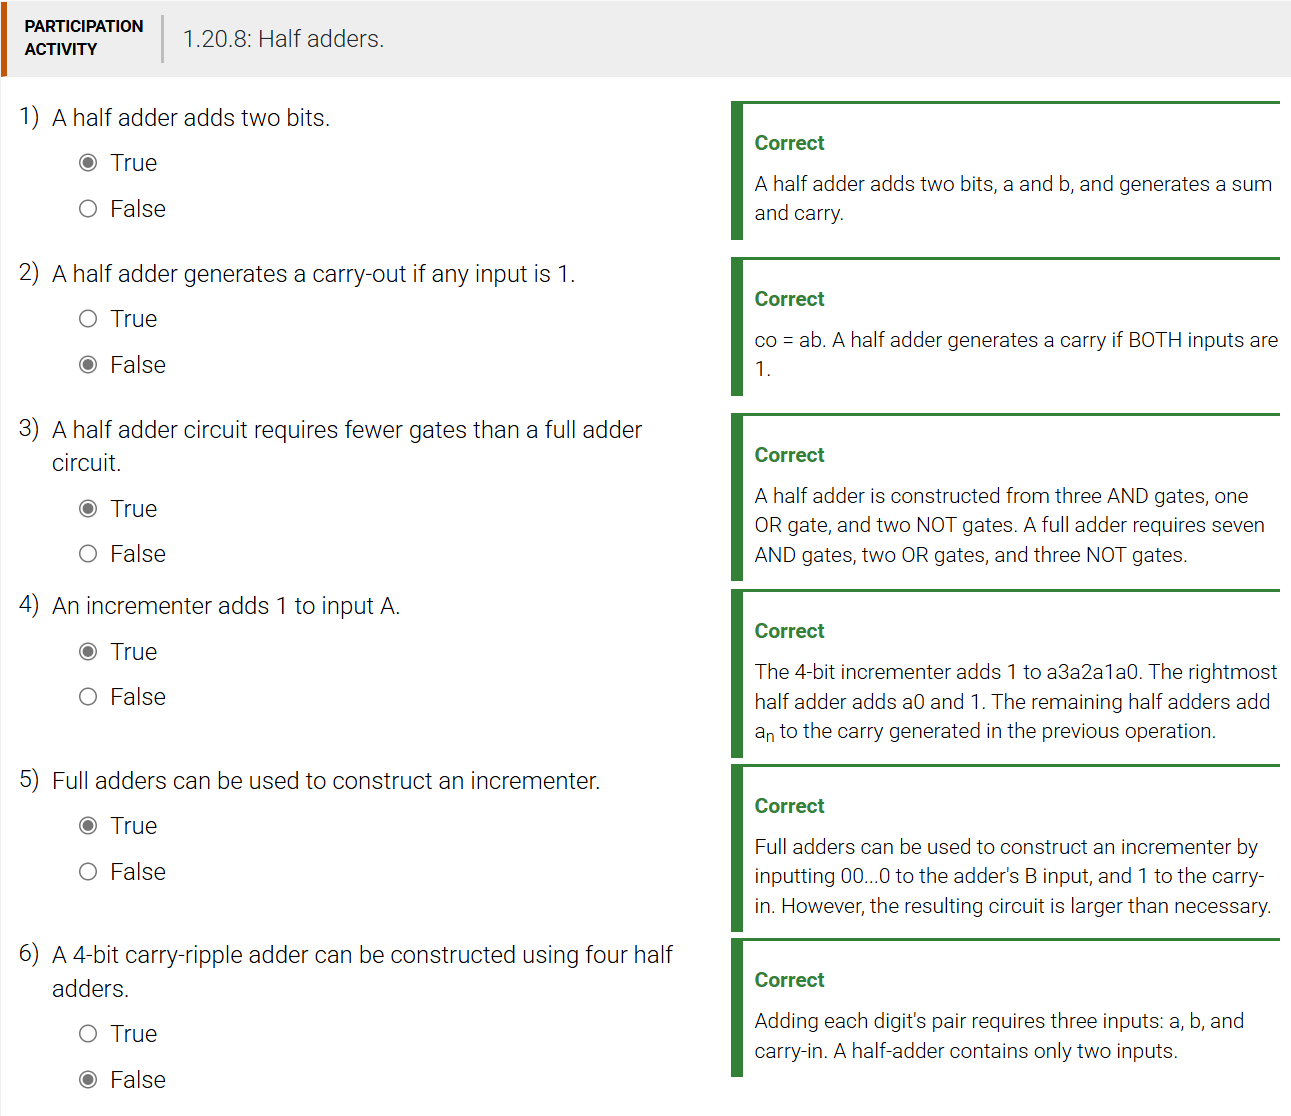 PARTICIPATION
ACTIVITY
1.20.8: Half adders.
1) A half adder adds two bits.
True
False
Correct
A half adder adds two bits, a and b, and generates a sum
and carry.
2) A half adder generates a carry-out if any input is 1.
True
False
Correct
co = ab. A half adder generates a carry if BOTH inputs are
1.
3) A half adder circuit requires fewer gates than a full adder
circuit.
True
False
Correct
A half adder is constructed from three AND gates, one
OR gate, and two NOT gates. A full adder requires seven
AND gates, two OR gates, and three NOT gates.
4) An incrementer adds 1 to input A.
True
False
Correct
The 4-bit incrementer adds 1 to a3a2a1a0. The rightmost
half adder adds a0 and 1. The remaining half adders add
an to the carry generated in the previous operation.
5) Full adders can be used to construct an incrementer.
True
False
Correct
Full adders can be used to construct an incrementer by
inputting 00...0 to the adder's B input, and 1 to the carry-
in. However, the resulting circuit is larger than necessary.
6) A 4-bit carry-ripple adder can be constructed using four half
adders.
True
False
Correct
Adding each digit's pair requires three inputs: a, b, and
carry-in. A half-adder contains only two inputs.